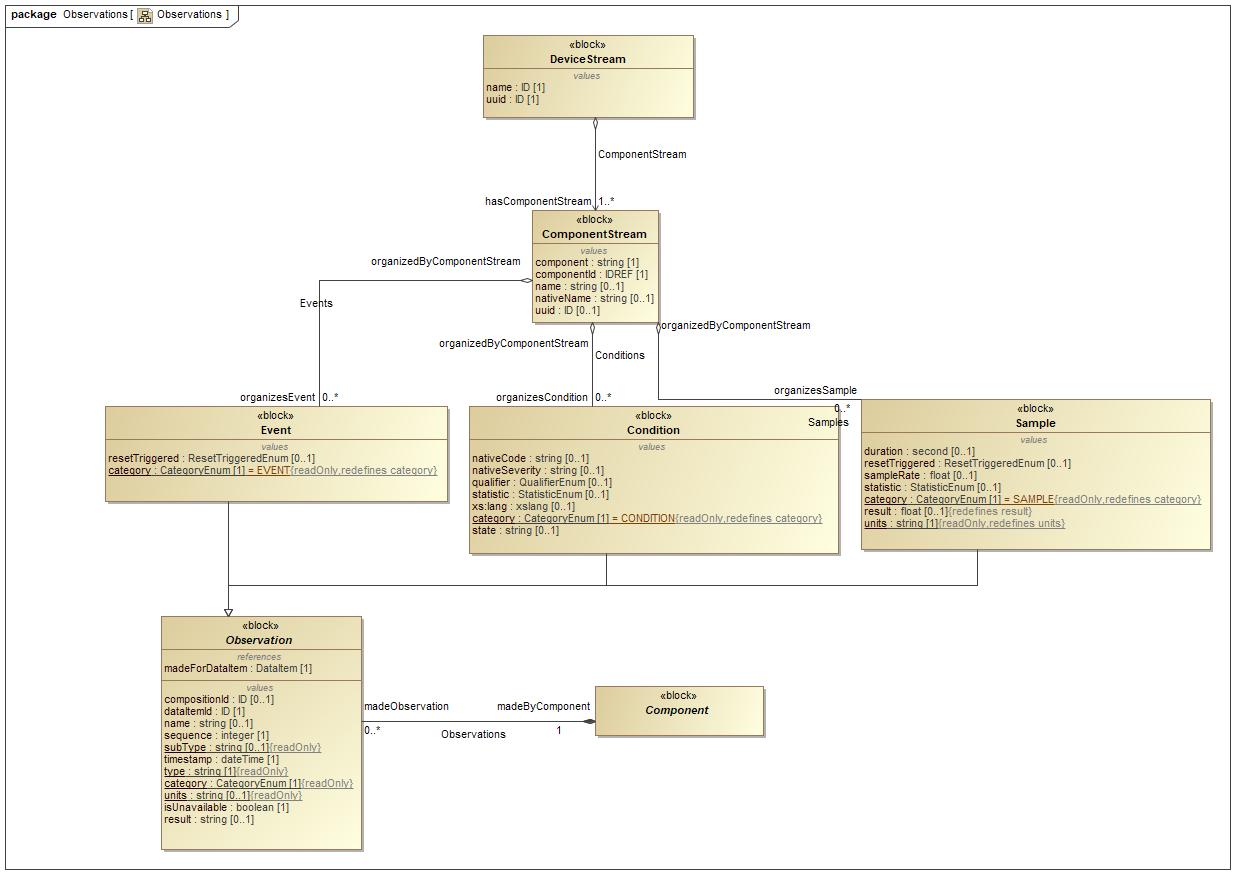 package Observations [ Observations ]
«block»
DeviceStream
values
name : ID [1]
uuid : ID [1]
ComponentStream
hasComponentStream 1..*
«block»
ComponentStream
values
component : string [1]
componentId : IDREF [1]
name : string [0..1]
nativeName : string [0..1]
uuid : ID [0..1]
organizedByComponentStream
Events
organizedByComponentStream
Conditions
organizedByComponentStream
organizesEvent 0..*
organizesCondition 0..*
organizesSample
0..*
Samples
«block»
Event
values
resetTriggered : ResetTriggeredEnum [0..1]
category : CategoryEnum [1] = EVENT{readOnly,redefines category}
«block»
Condition
values
nativeCode : string [0..1]
nativeSeverity : string [0..1]
qualifier : QualifierEnum [0..1]
statistic : StatisticEnum [0..1]
xs:lang : xslang [0..1]
category : CategoryEnum [1] = CONDITION{readOnly,redefines category}
state : string [0..1]
«block»
Sample
values
duration : second [0..1]
resetTriggered : ResetTriggeredEnum [0..1]
sampleRate : float [0..1]
statistic : StatisticEnum [0..1]
category : CategoryEnum [1] = SAMPLE{readOnly,redefines category}
result : float [0..1]{redefines result}
units : string [1]{readOnly,redefines units}
«block»
Observation
references
madeForDataItem : DataItem [1]
values
compositionId : ID [0..1]
dataItemId : ID [1]
name : string [0..1]
sequence : integer [1]
subType : string [0..1]{readOnly}
timestamp : dateTime [1]
type : string [1]{readOnly}
category : CategoryEnum [1]{readOnly}
units : string [0..1]{readOnly}
isUnavailable : boolean [1]
result : string [0..1]
madeObservation
0..*
Observations
madeByComponent
1
«block»
Component